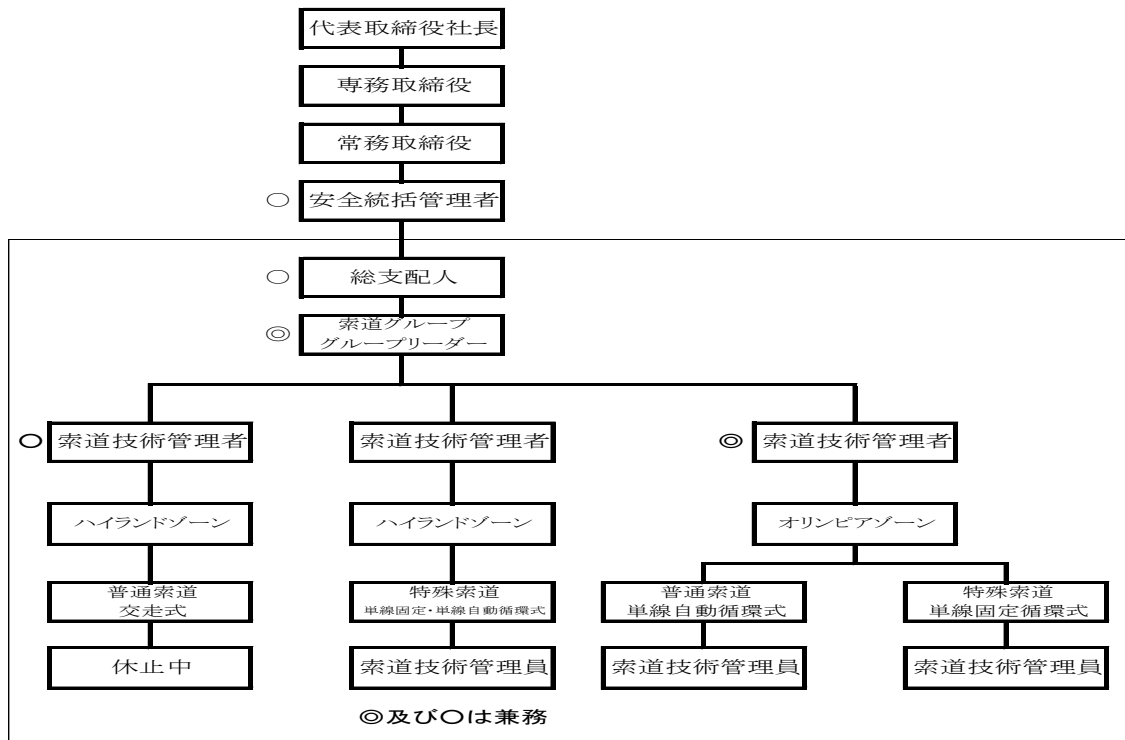 代表取締役社長
専務取締役
常務取締役
○ 安全統括管理者
○ 総支配人
◎ 索道グループ
グループリーダー
○ 索道技術管理者
索道技術管理者
◎ 索道技術管理者
ハイランドゾーン
ハイランドゾーン
オリンピアゾーン
普通索道
交走式
特殊索道
単線固定・単線自動循環式
普通索道
単線自動循環式
特殊索道
単線固定循環式
休止中
索道技術管理員
索道技術管理員
索道技術管理員
◎及び○は兼務